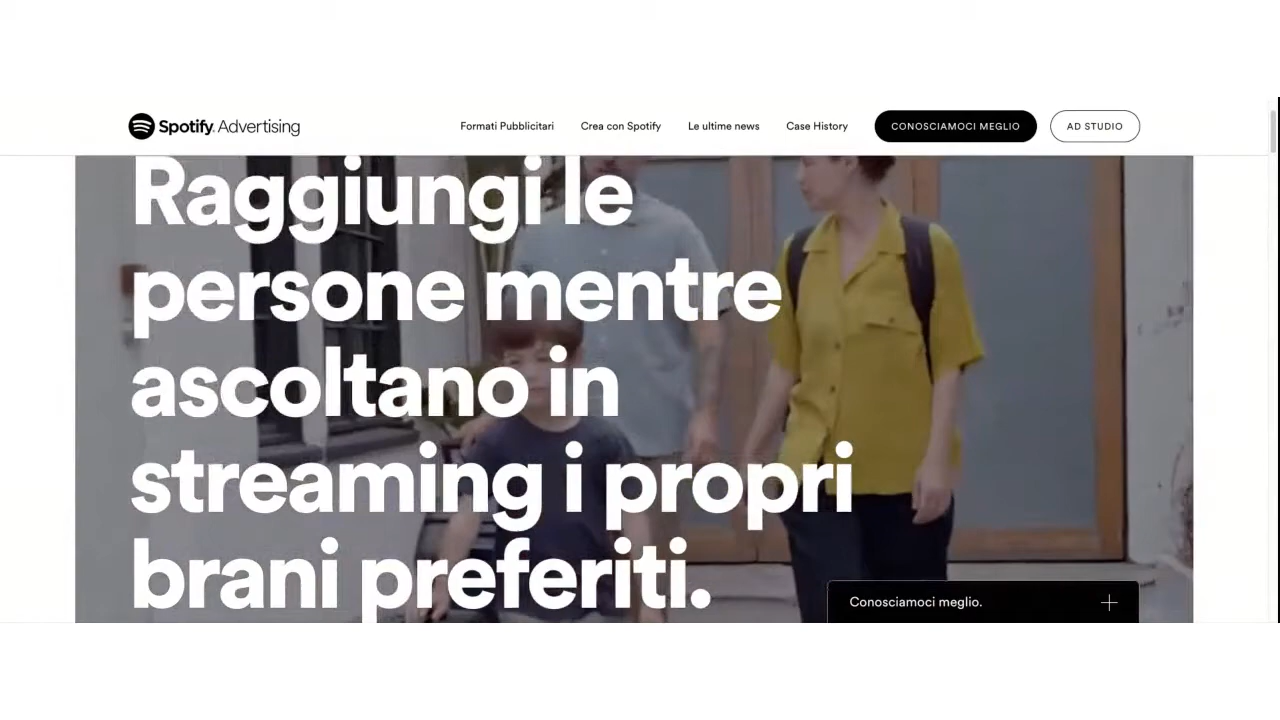 Spotify Advertising
Formati Pubblicitari
Crea con Spotify
Le ultime news
Case History
CONOSCIAMOCI MEGLIO
AD STUDIO
Raggiungi le
persone mentre
ascoltano in
streaming i propri
brani preferiti.
Conosciamoci meglio.